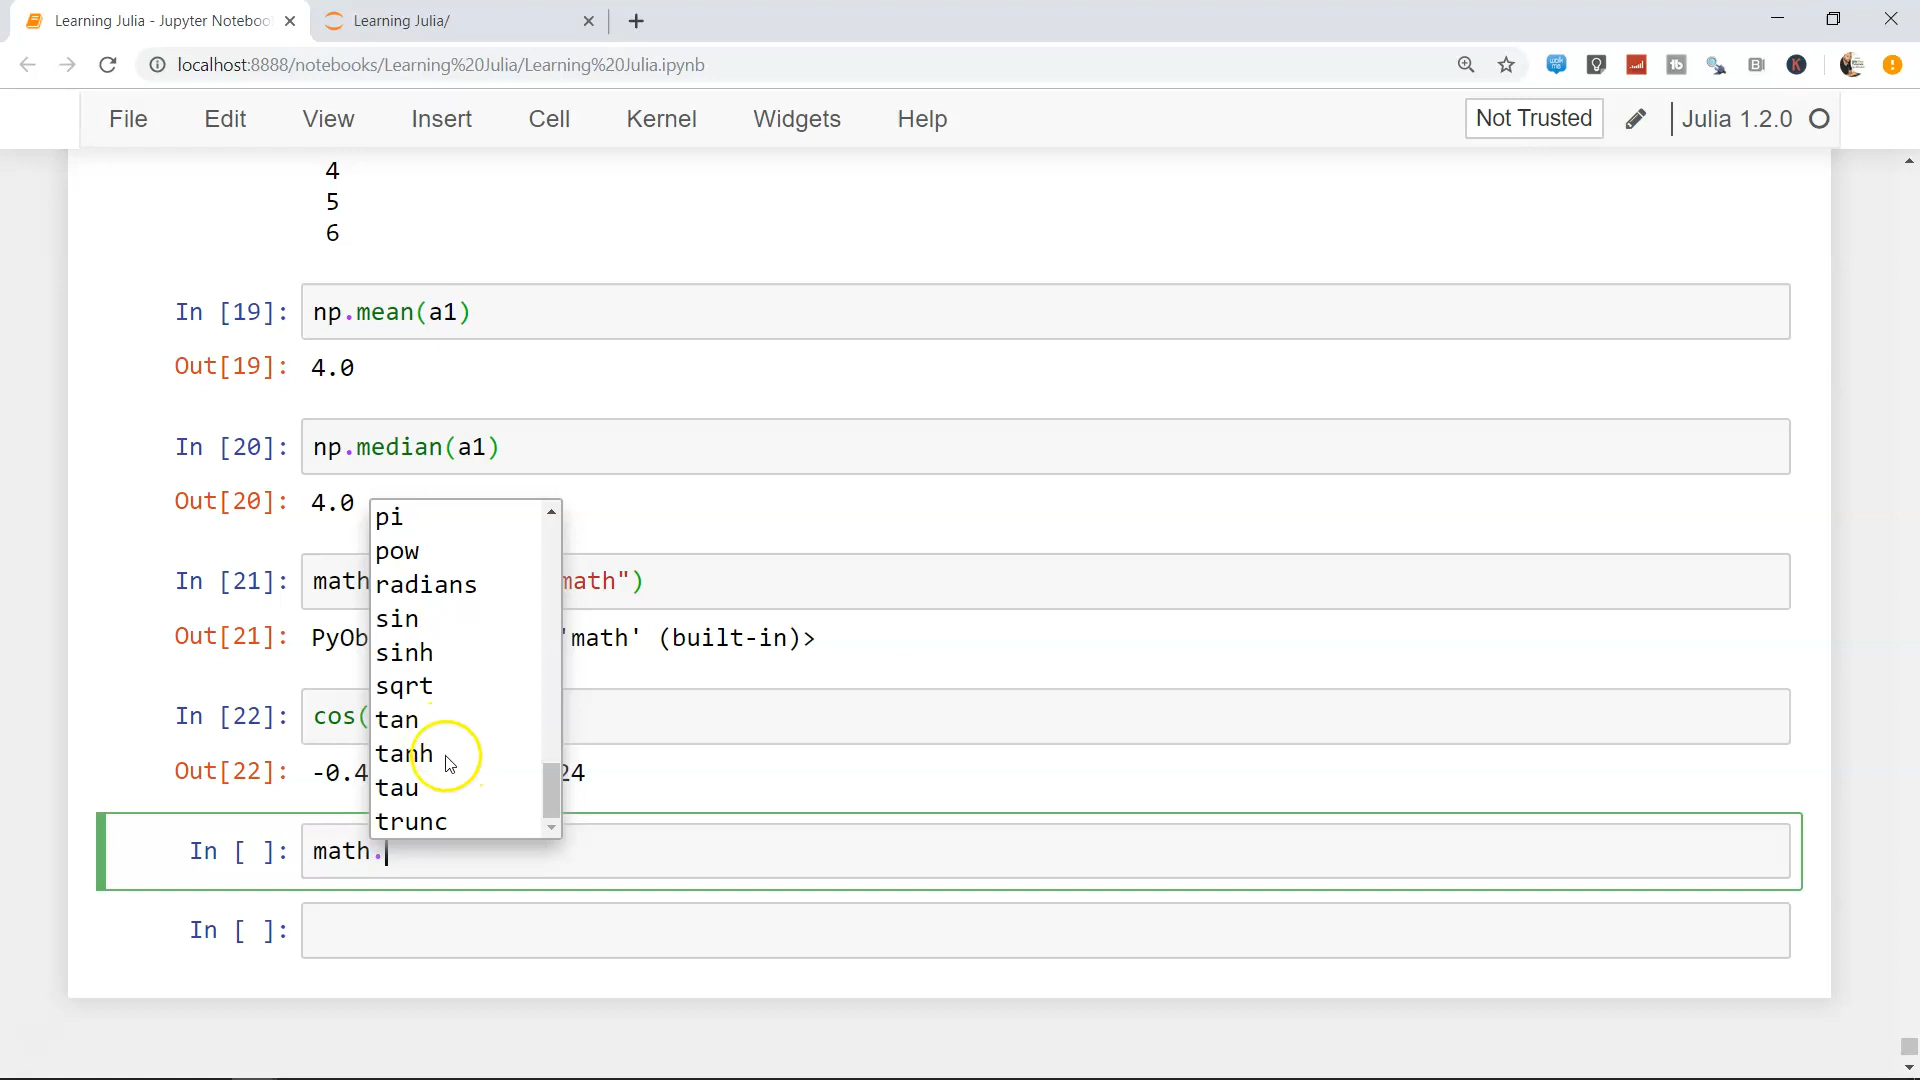 Learning Julia - Jupyter Noteboo
Learning Julia/
localhost:8888/notebooks/Learning%20Julia/Learning%20Julia.ipynb
File Edit View Insert Cell Kernel Widgets Help
Not Trusted
Julia 1.2.0
4
5
6
In [19]: np.mean(a1)
Out[19]: 4.0
In [20]: np.median(a1)
Out[20]: 4.0
pi
pow
radians
sin
sinh
sqrt
tan
tanh
tau
trunc
In [21]: math math")
Out[21]: PyOb 'math' (built-in)>
In [22]: cos(
Out[22]: -0.4 24
In [ ]: math.
In [ ]: